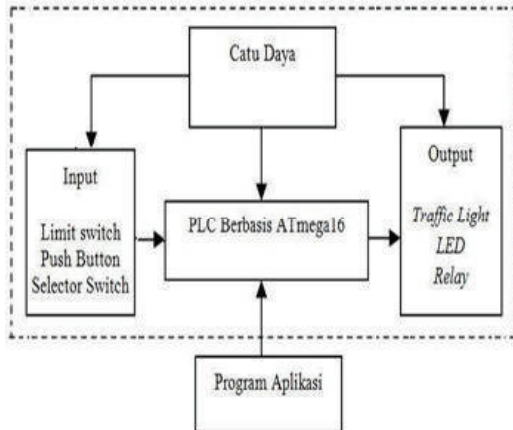 Catu Daya
Input
Limit switch
Push Button
Selector Switch
PLC Berbasis ATmega16
Output
Traffic Light
LED
Relay
Program Aplikasi